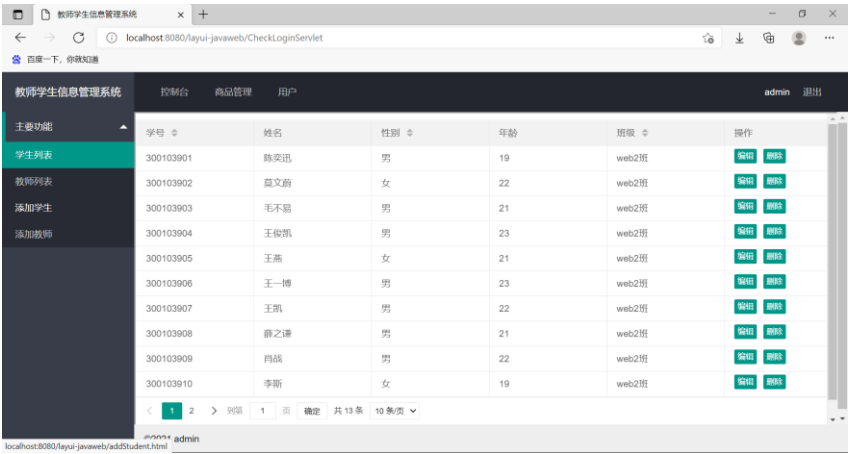 教师学生信息管理系统
localhost:8080/layui-javaweb/CheckLoginServlet
百度一下，你就知道
教师学生信息管理系统 控制台 商品管理 用户 admin 退出
主要功能
学生列表
教师列表
添加学生
添加教师
学号 姓名 性别 年龄 班级 操作
300103901 陈奕迅 男 19 web2班 编辑 删除
300103902 莫文蔚 女 22 web2班 编辑 删除
300103903 毛不易 男 21 web2班 编辑 删除
300103904 王俊凯 男 23 web2班 编辑 删除
300103905 王燕 女 21 web2班 编辑 删除
300103906 王一博 男 23 web2班 编辑 删除
300103907 王凯 男 22 web2班 编辑 删除
300103908 薛之谦 男 21 web2班 编辑 删除
300103909 肖战 男 22 web2班 编辑 删除
300103910 李斯 女 19 web2班 编辑 删除
1 2 到第 1 页 确定 共 13 条 10 条/页
©2021 admin
localhost:8080/layui-javaweb/addStudent.html